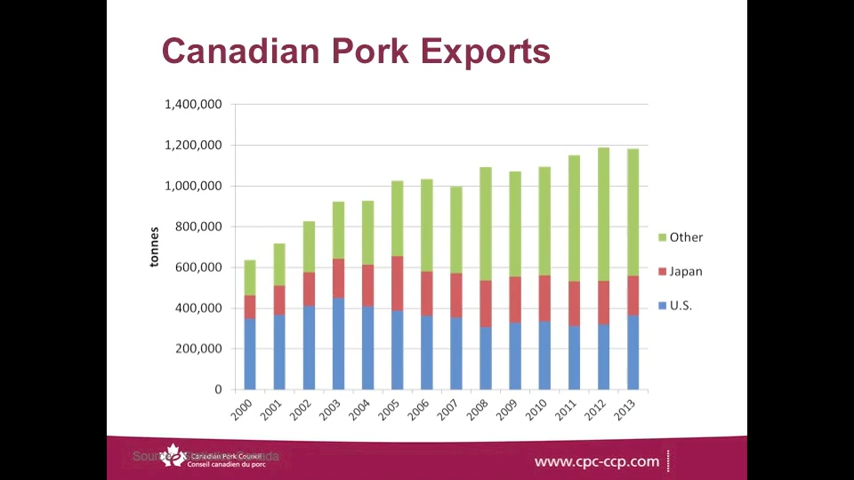 Canadian Pork Exports
1,400,000
1,200,000
1,000,000
800,000
600,000
400,000
200,000
0
tonnes
2000
2001
2002
2003
2004
2005
2006
2007
2008
2009
2010
2011
2012
2013
Other
Japan
U.S.
Canadian Pork Council
Conseil canadien du porc
www.cpc-ccp.com